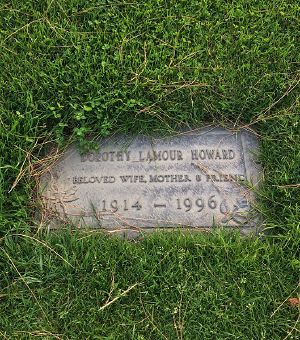 DOROTHY LAMOUR HOWARD
BELOVED WIFE, MOTHER & FRIEND
1914 – 1996